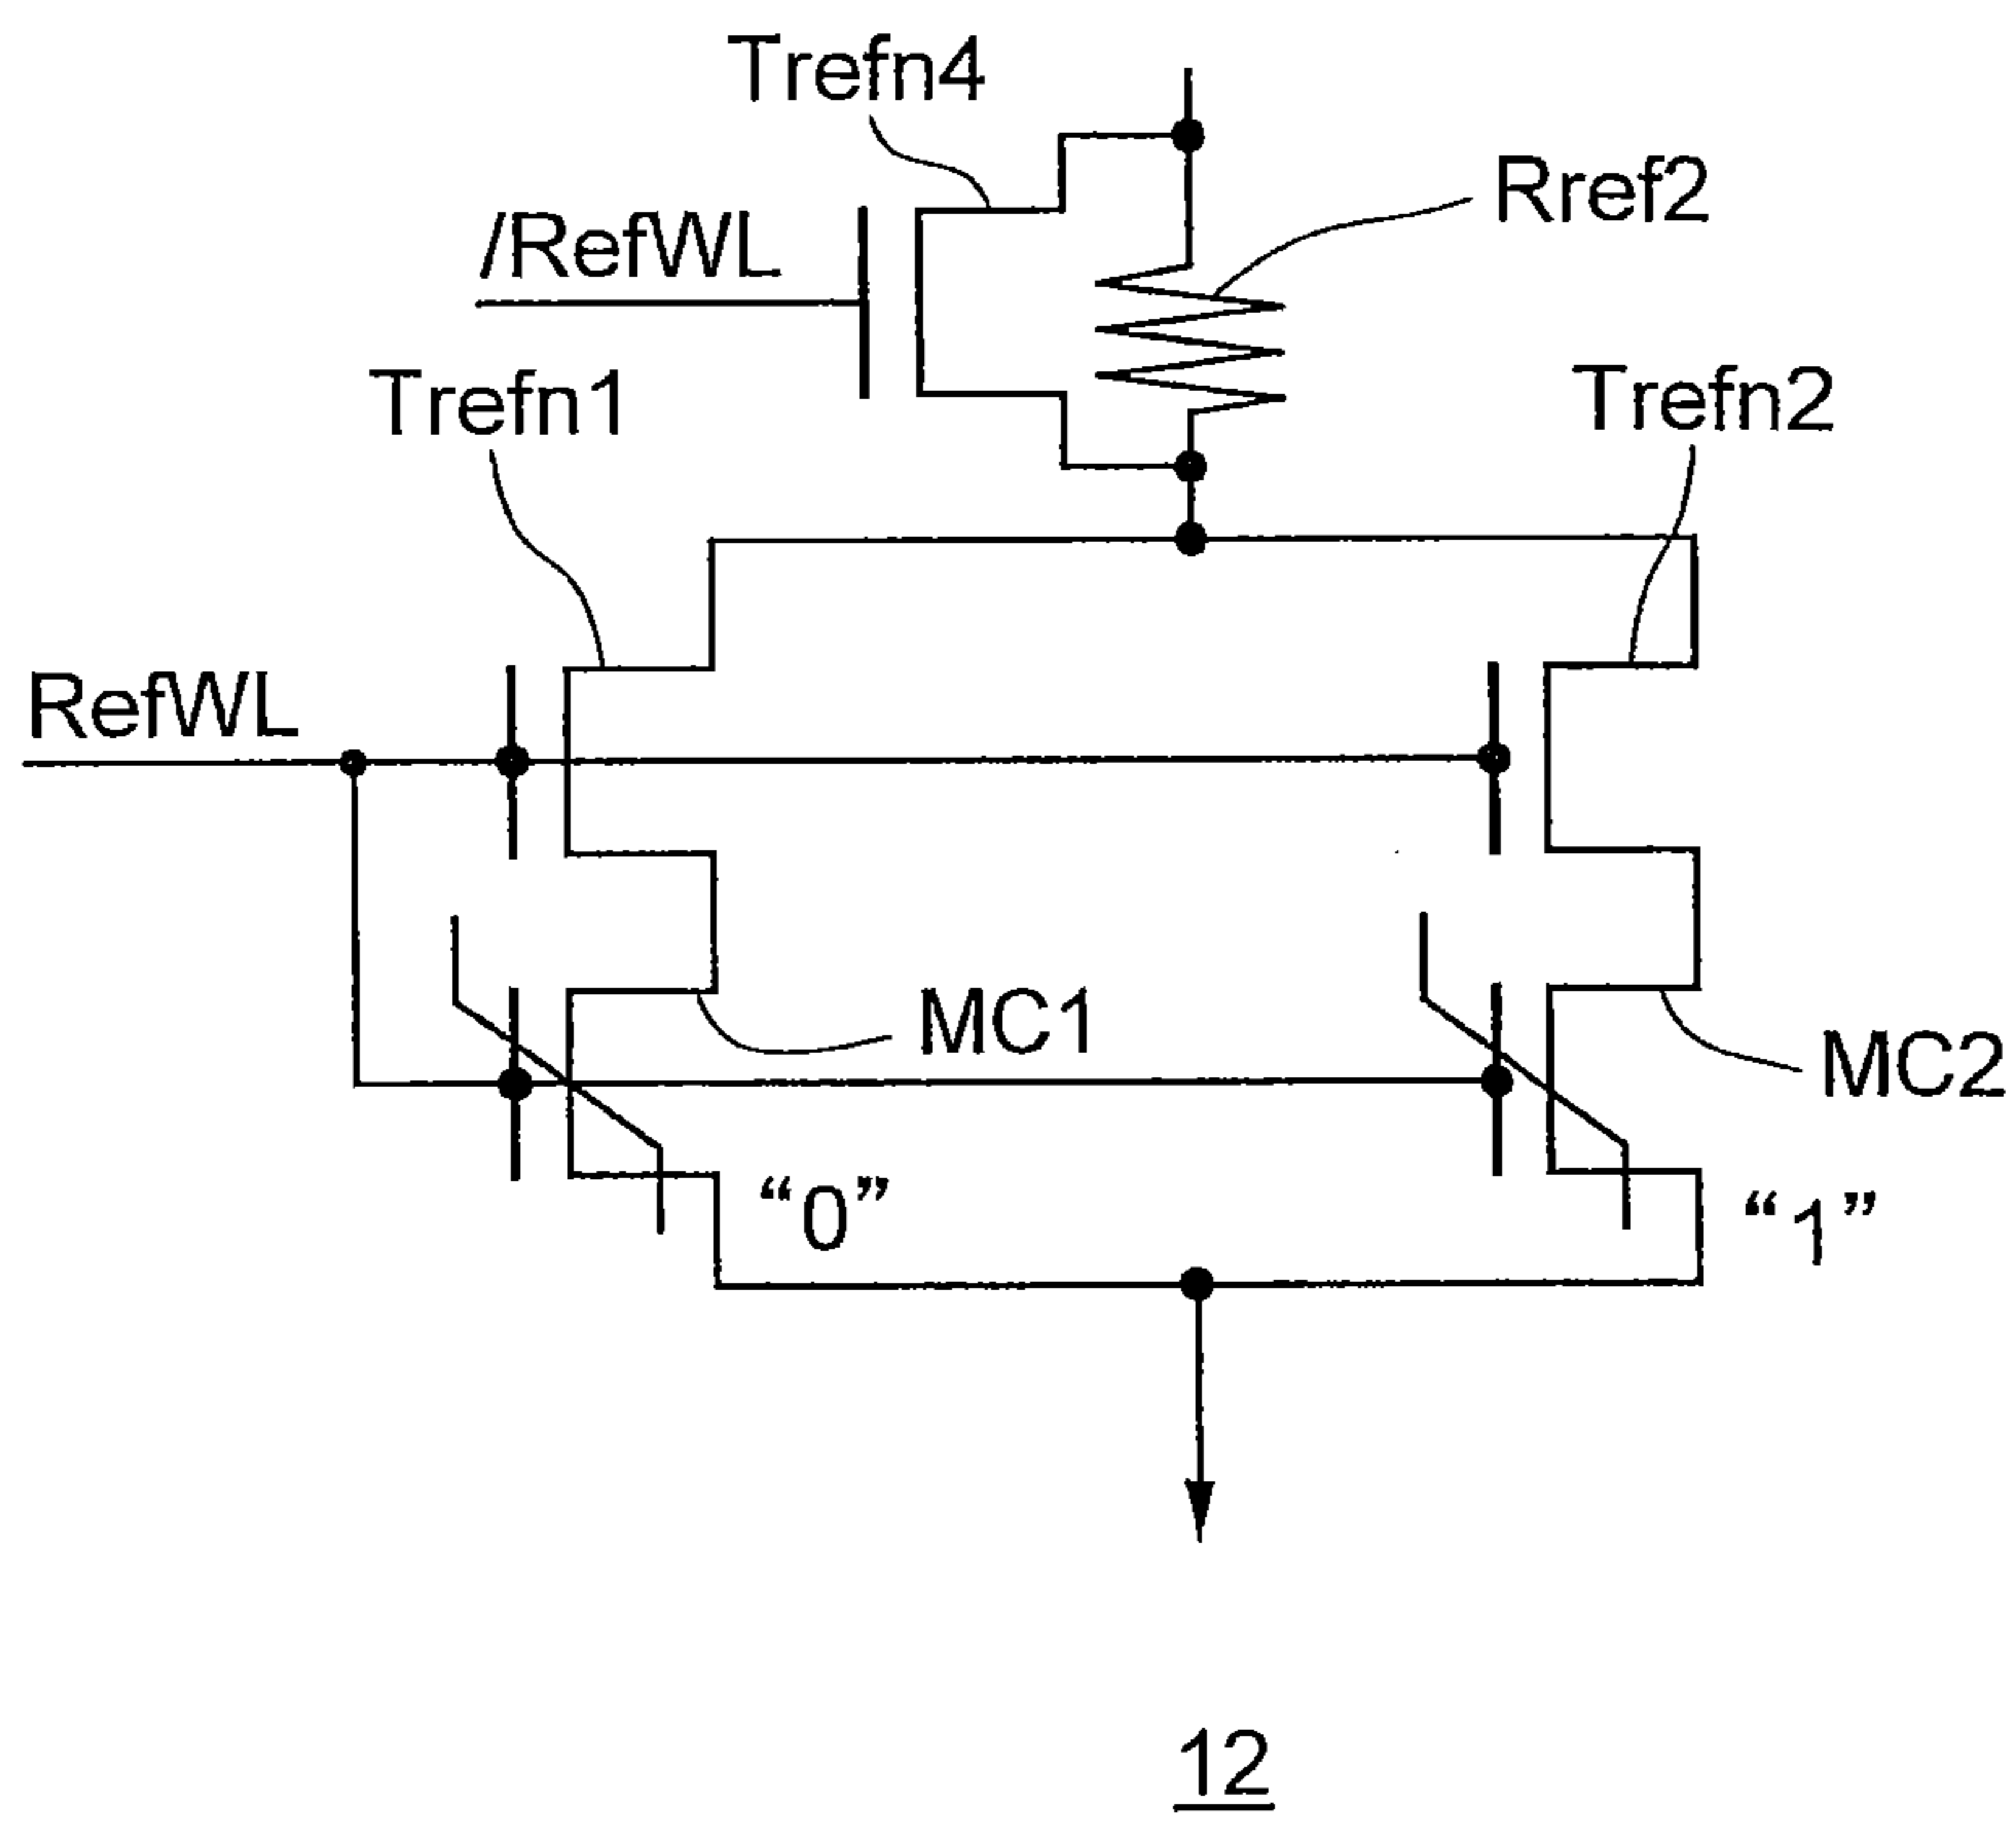 Trefn4
Rref2
/RefWL
Trefn1
Trefn2
RefWL
MC1
MC2
“0”
“1”
12